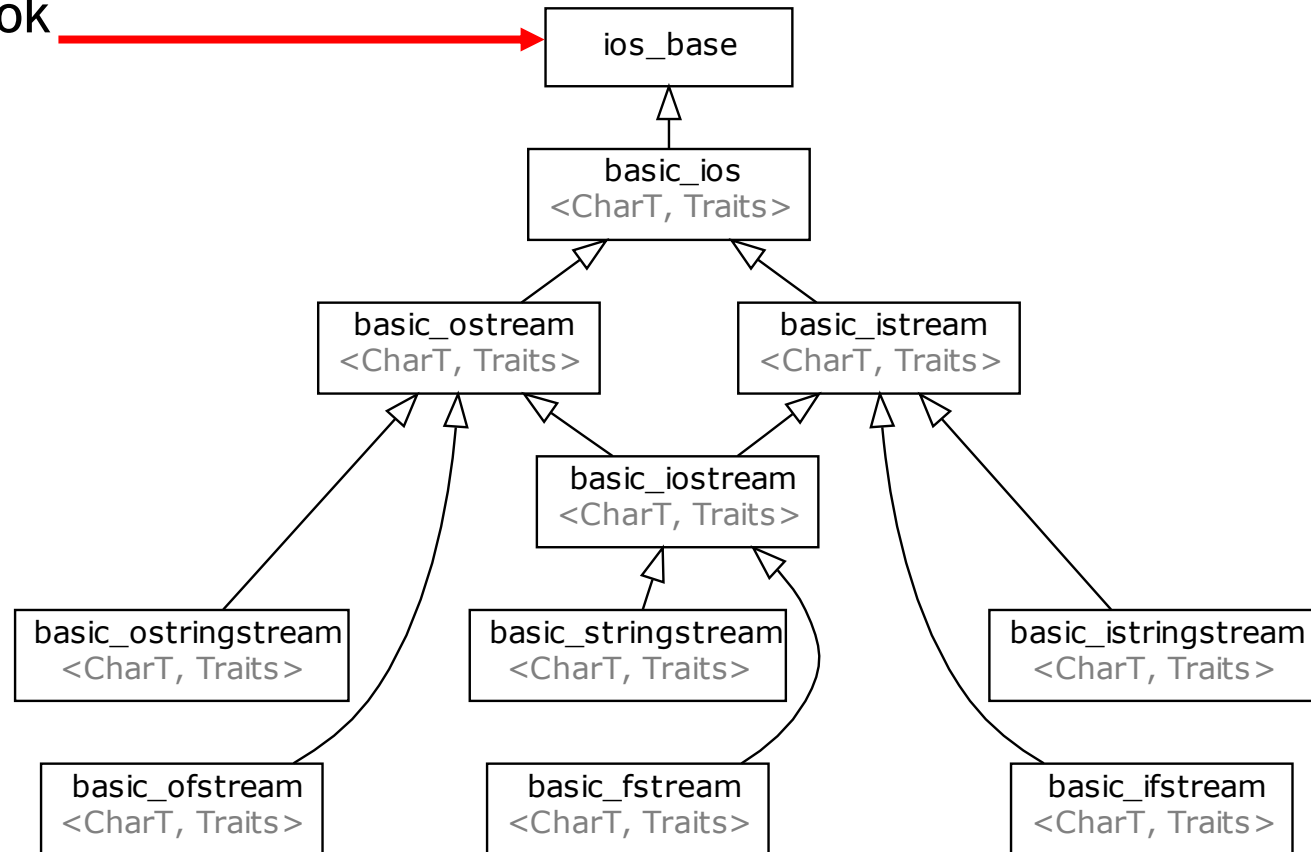 ok
ios_base
basic_ios
<CharT, Traits>
basic_ostream
<CharT, Traits>
basic_istream
<CharT, Traits>
basic_iostream
<CharT, Traits>
basic_ostringstream
<CharT, Traits>
basic_stringstream
<CharT, Traits>
basic_istringstream
<CharT, Traits>
basic_ofstream
<CharT, Traits>
basic_fstream
<CharT, Traits>
basic_ifstream
<CharT, Traits>